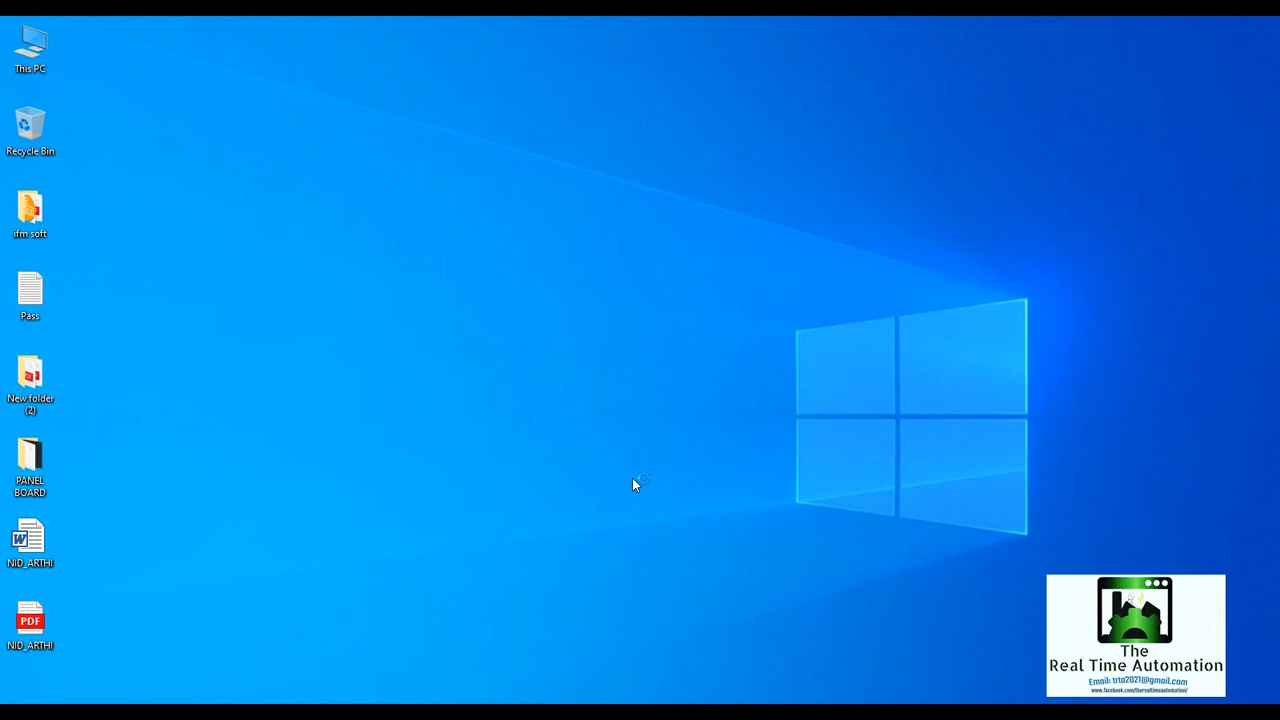 This PC
Recycle Bin
ifm soft
Pass
New folder
(2)
PANEL
BOARD
W
NID_ARTHI
PDF
NID_ARTHI
The
Real Time Automation
Email: trta2021@gmail.com
www.facebook.com/therealtimeautomation/